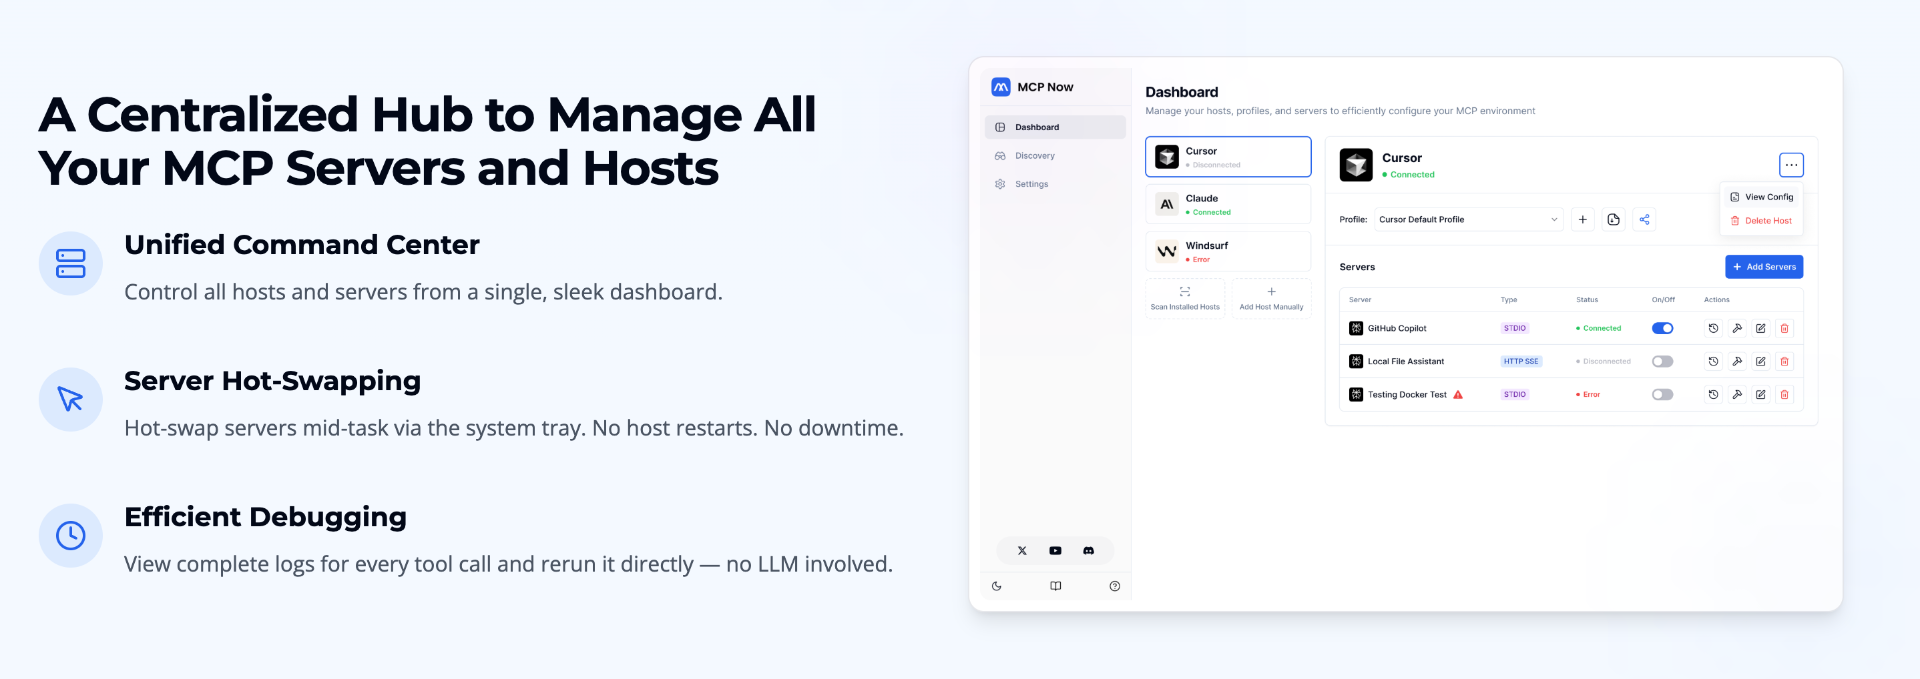 A Centralized Hub to Manage All
Your MCP Servers and Hosts
Unified Command Center
Control all hosts and servers from a single, sleek dashboard.
Server Hot-Swapping
Hot-swap servers mid-task via the system tray. No host restarts. No downtime.
Efficient Debugging
View complete logs for every tool call and rerun it directly — no LLM involved.
MCP Now
Dashboard
Discovery
Settings
Dashboard
Manage your hosts, profiles, and servers to efficiently configure your MCP environment
Cursor
Disconnected
Claude
Connected
Windsurf
Error
Scan Installed Hosts
Add Host Manually
Cursor
Connected
View Config
Delete Host
Profile: Cursor Default Profile
Servers
Add Servers
Server Type Status On/Off Actions
GitHub Copilot STDIO Connected
Local File Assistant HTTP SSE Disconnected
Testing Docker Test STDIO Error